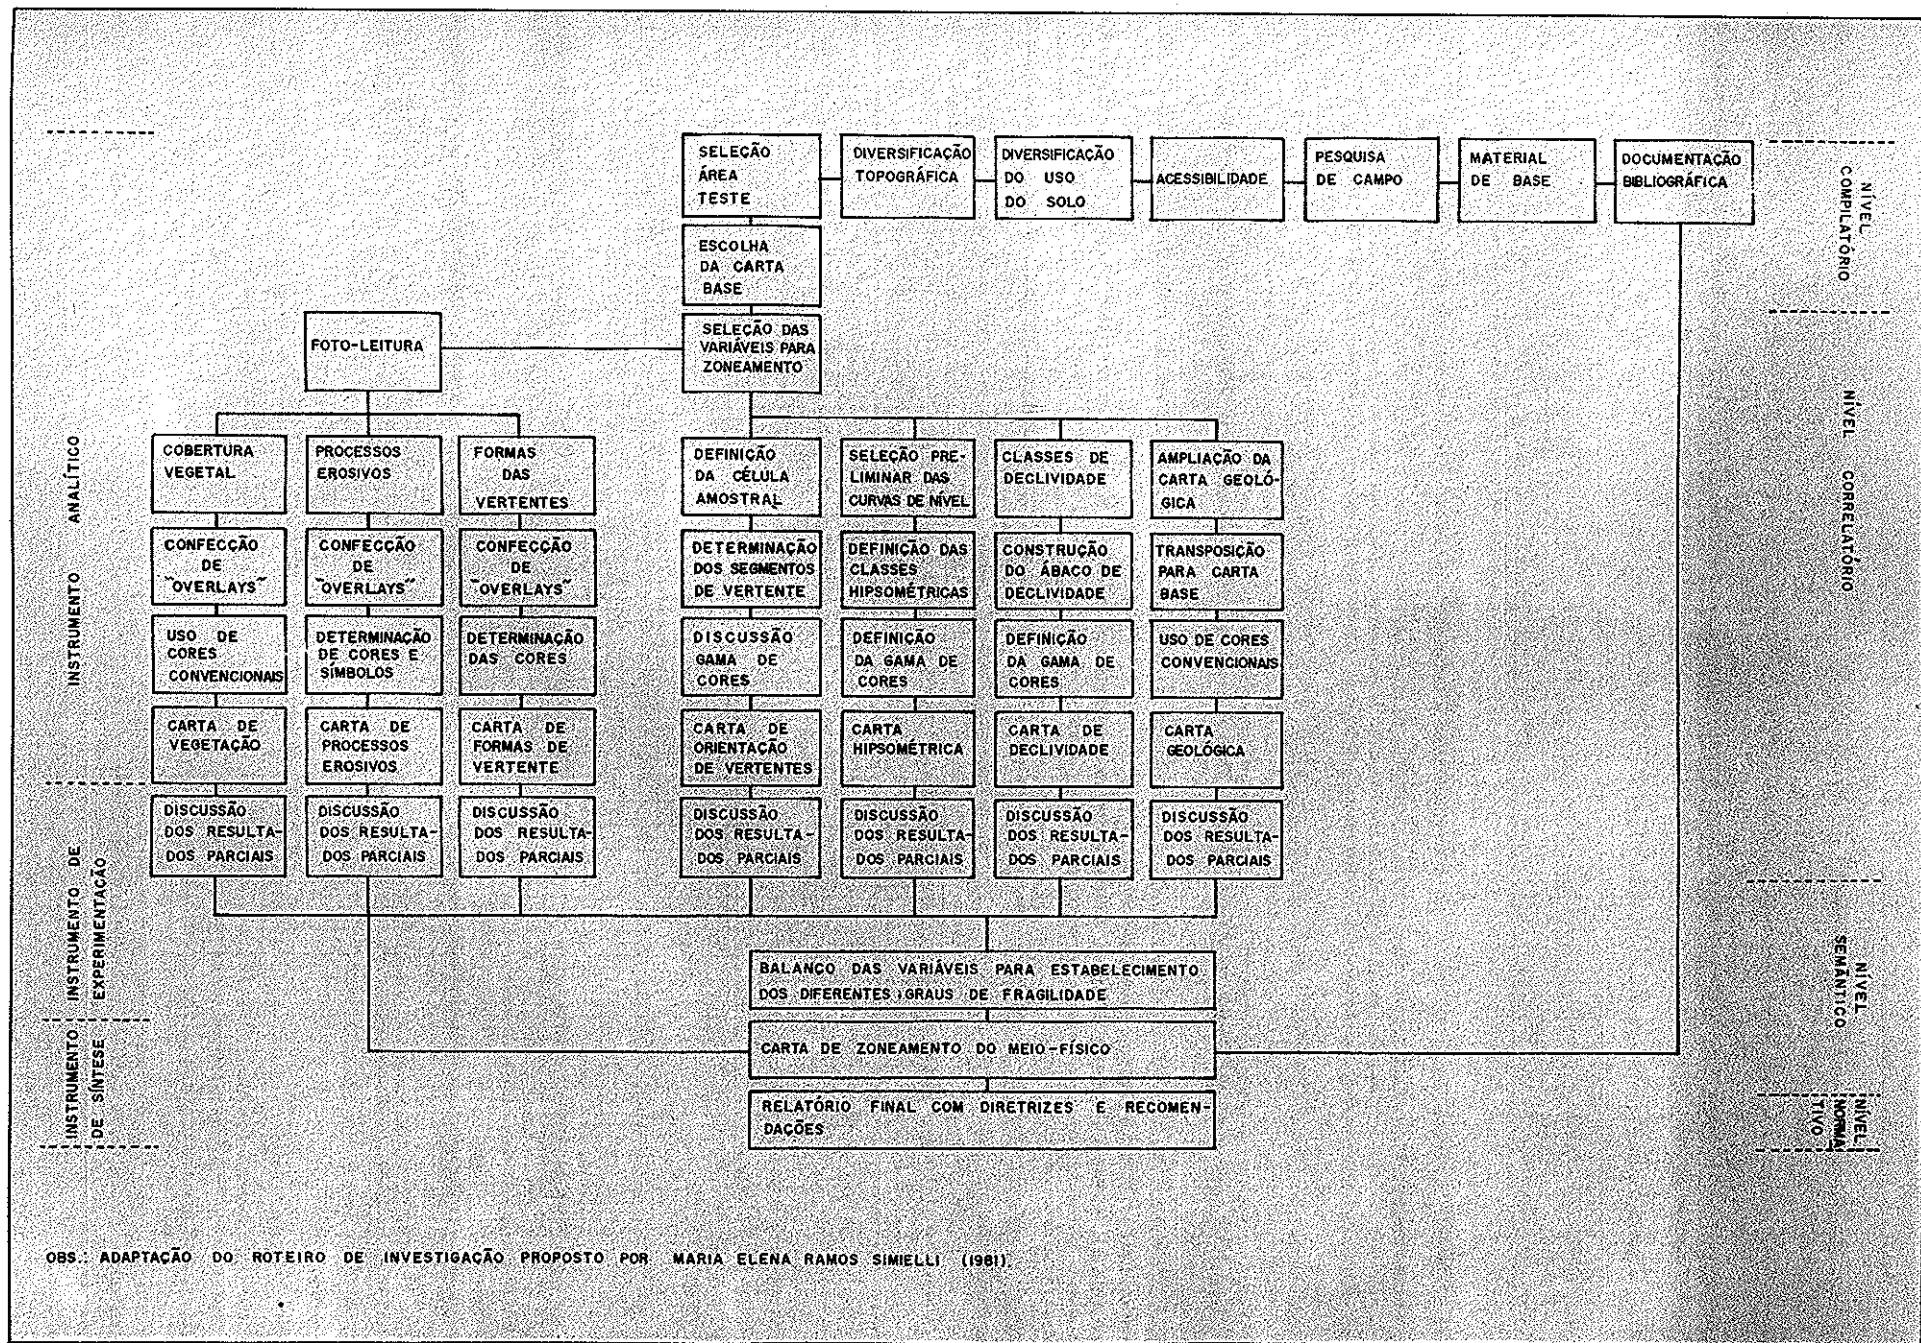 SELEÇÃO
ÁREA
TESTE
DIVERSIFICAÇÃO
TOPOGRÁFICA
DIVERSIFICAÇÃO
DO USO
DO SOLO
ACESSIBILIDADE
PESQUISA
DE CAMPO
MATERIAL
DE BASE
DOCUMENTAÇÃO
BIBLIOGRÁFICA
NÍVEL
COMPILATÓRIO
ESCOLHA
DA CARTA
BASE
FOTO-LEITURA
SELEÇÃO DAS
VARIÁVEIS PARA
ZONEAMENTO
NÍVEL CORRELATÓRIO
INSTRUMENTO ANALÍTICO
COBERTURA
VEGETAL
PROCESSOS
EROSIVOS
FORMAS
DAS
VERTENTES
DEFINIÇÃO
DA CÉLULA
AMOSTRAL
SELEÇÃO PRE-
LIMINAR DAS
CURVAS DE NÍVEL
CLASSES DE
DECLIVIDADE
AMPLIAÇÃO DA
CARTA GEOLÓ-
GICA
CONFECÇÃO
DE
"OVERLAYS"
CONFECÇÃO
DE
"OVERLAYS"
CONFECÇÃO
DE
"OVERLAYS"
DETERMINAÇÃO
DOS SEGMENTOS
DE VERTENTE
DEFINIÇÃO DAS
CLASSES
HIPSOMÉTRICAS
CONSTRUÇÃO
DO ÁBACO DE
DECLIVIDADE
TRANSPOSIÇÃO
PARA CARTA
BASE
USO DE
CORES
CONVENCIONAIS
DETERMINAÇÃO
DE CORES E
SÍMBOLOS
DETERMINAÇÃO
DAS CORES
DISCUSSÃO
GAMA DE
CORES
DEFINIÇÃO
DA GAMA DE
CORES
DEFINIÇÃO
DA GAMA DE
CORES
USO DE CORES
CONVENCIONAIS
CARTA DE
VEGETAÇÃO
CARTA DE
PROCESSOS
EROSIVOS
CARTA DE
FORMAS DE
VERTENTE
CARTA DE
ORIENTAÇÃO
DE VERTENTES
CARTA
HIPSOMÉTRICA
CARTA DE
DECLIVIDADE
CARTA
GEOLÓGICA
INSTRUMENTO DE
EXPERIMENTAÇÃO
DISCUSSÃO
DOS RESULTA-
DOS PARCIAIS
DISCUSSÃO
DOS RESULTA-
DOS PARCIAIS
DISCUSSÃO
DOS RESULTA-
DOS PARCIAIS
DISCUSSÃO
DOS RESULTA-
DOS PARCIAIS
DISCUSSÃO
DOS RESULTA-
DOS PARCIAIS
DISCUSSÃO
DOS RESULTA-
DOS PARCIAIS
DISCUSSÃO
DOS RESULTA-
DOS PARCIAIS
NÍVEL
SEMÂNTICO
BALANÇO DAS VARIÁVEIS PARA ESTABELECIMENTO
DOS DIFERENTES GRAUS DE FRAGILIDADE
INSTRUMENTO
DE SÍNTESE
CARTA DE ZONEAMENTO DO MEIO-FÍSICO
RELATÓRIO FINAL COM DIRETRIZES E RECOMEN-
DAÇÕES
NÍVEL
NORMA
TIVO
OBS.: ADAPTAÇÃO DO ROTEIRO DE INVESTIGAÇÃO PROPOSTO POR MARIA ELENA RAMOS SIMIELLI (1981).